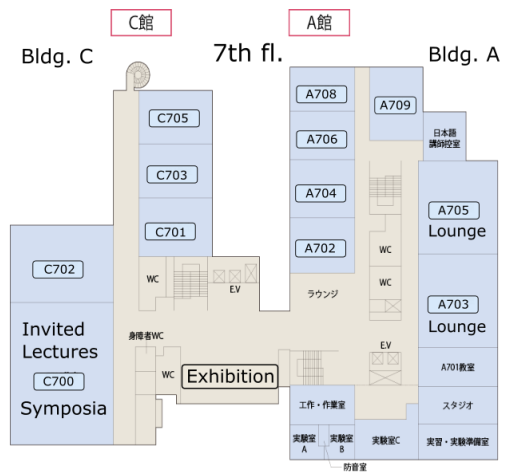 C館
A館
Bldg. C
7th fl.
Bldg. A
C705
C703
C701
C702
WC
E.V
Invited
Lectures
C700
Symposia
身障者WC
WC
Exhibition
A708
A706
A704
A702
A709
日本語
講師控室
A705
Lounge
WC
WC
ラウンジ
A703
Lounge
E.V
A701教室
工作・作業室
スタジオ
実験室
A
実験室
B
実験室C
実習・実験準備室
防音室